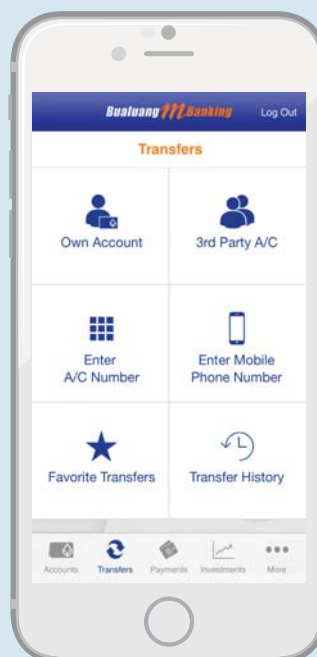 Bualuang mBanking Log Out
Transfers
Own Account
3rd Party A/C
Enter
A/C Number
Enter Mobile
Phone Number
Favorite Transfers
Transfer History
Accounts Transfers Payments Investments More